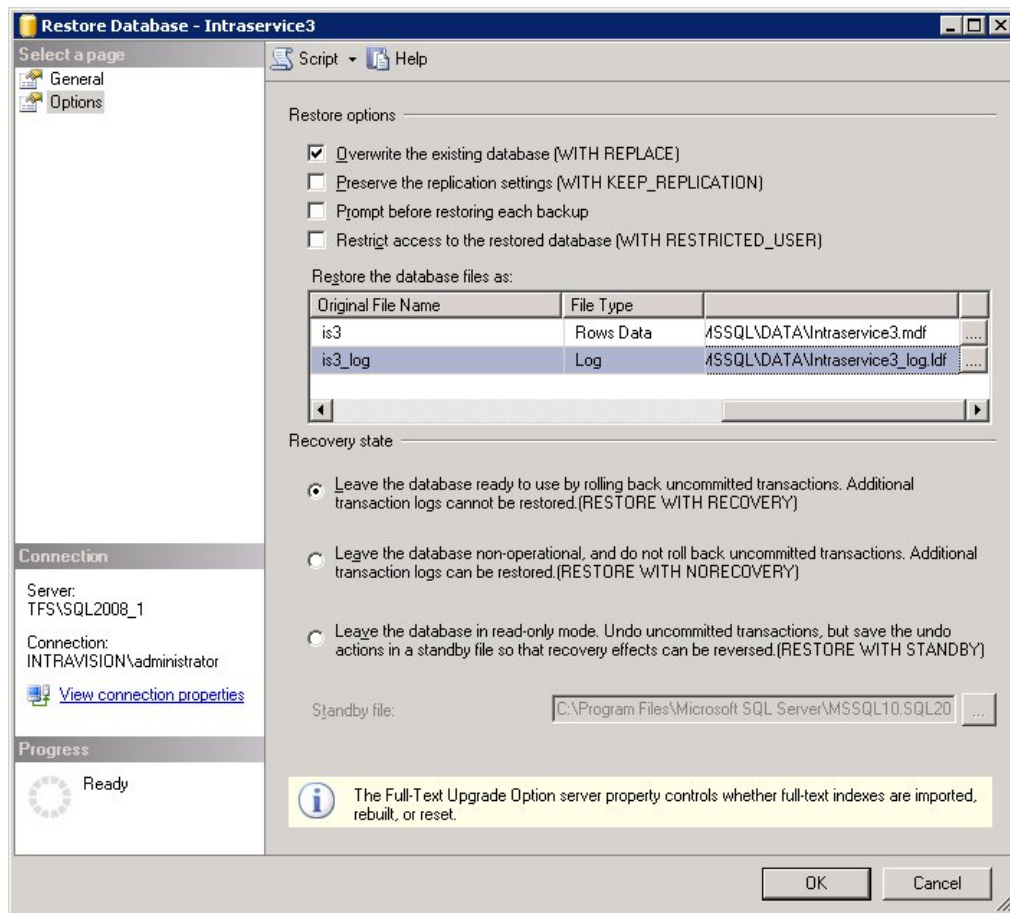 Restore Database - Intraservice3
Select a page
General
Options
Script
Help
Restore options
Overwrite the existing database (WITH REPLACE)
Preserve the replication settings (WITH KEEP_REPLICATION)
Prompt before restoring each backup
Restrict access to the restored database (WITH RESTRICTED_USER)
Restore the database files as:
Original File Name File Type
is3 Rows Data MSSQL\DATA\Intraservice3.mdf ....
is3_log Log MSSQL\DATA\Intraservice3_log.ldf ....
Recovery state
Leave the database ready to use by rolling back uncommitted transactions. Additional
transaction logs cannot be restored.(RESTORE WITH RECOVERY)
Leave the database non-operational, and do not roll back uncommitted transactions. Additional
transaction logs can be restored.(RESTORE WITH NORECOVERY)
Leave the database in read-only mode. Undo uncommitted transactions, but save the undo
actions in a standby file so that recovery effects can be reversed.(RESTORE WITH STANDBY)
Standby file: C:\Program Files\Microsoft SQL Server\MSSQL10.SQL20 ...
Connection
Server:
TFS\SQL2008_1
Connection:
INTRAVISION\administrator
View connection properties
Progress
Ready
The Full-Text Upgrade Option server property controls whether full-text indexes are imported,
rebuilt, or reset.
OK Cancel